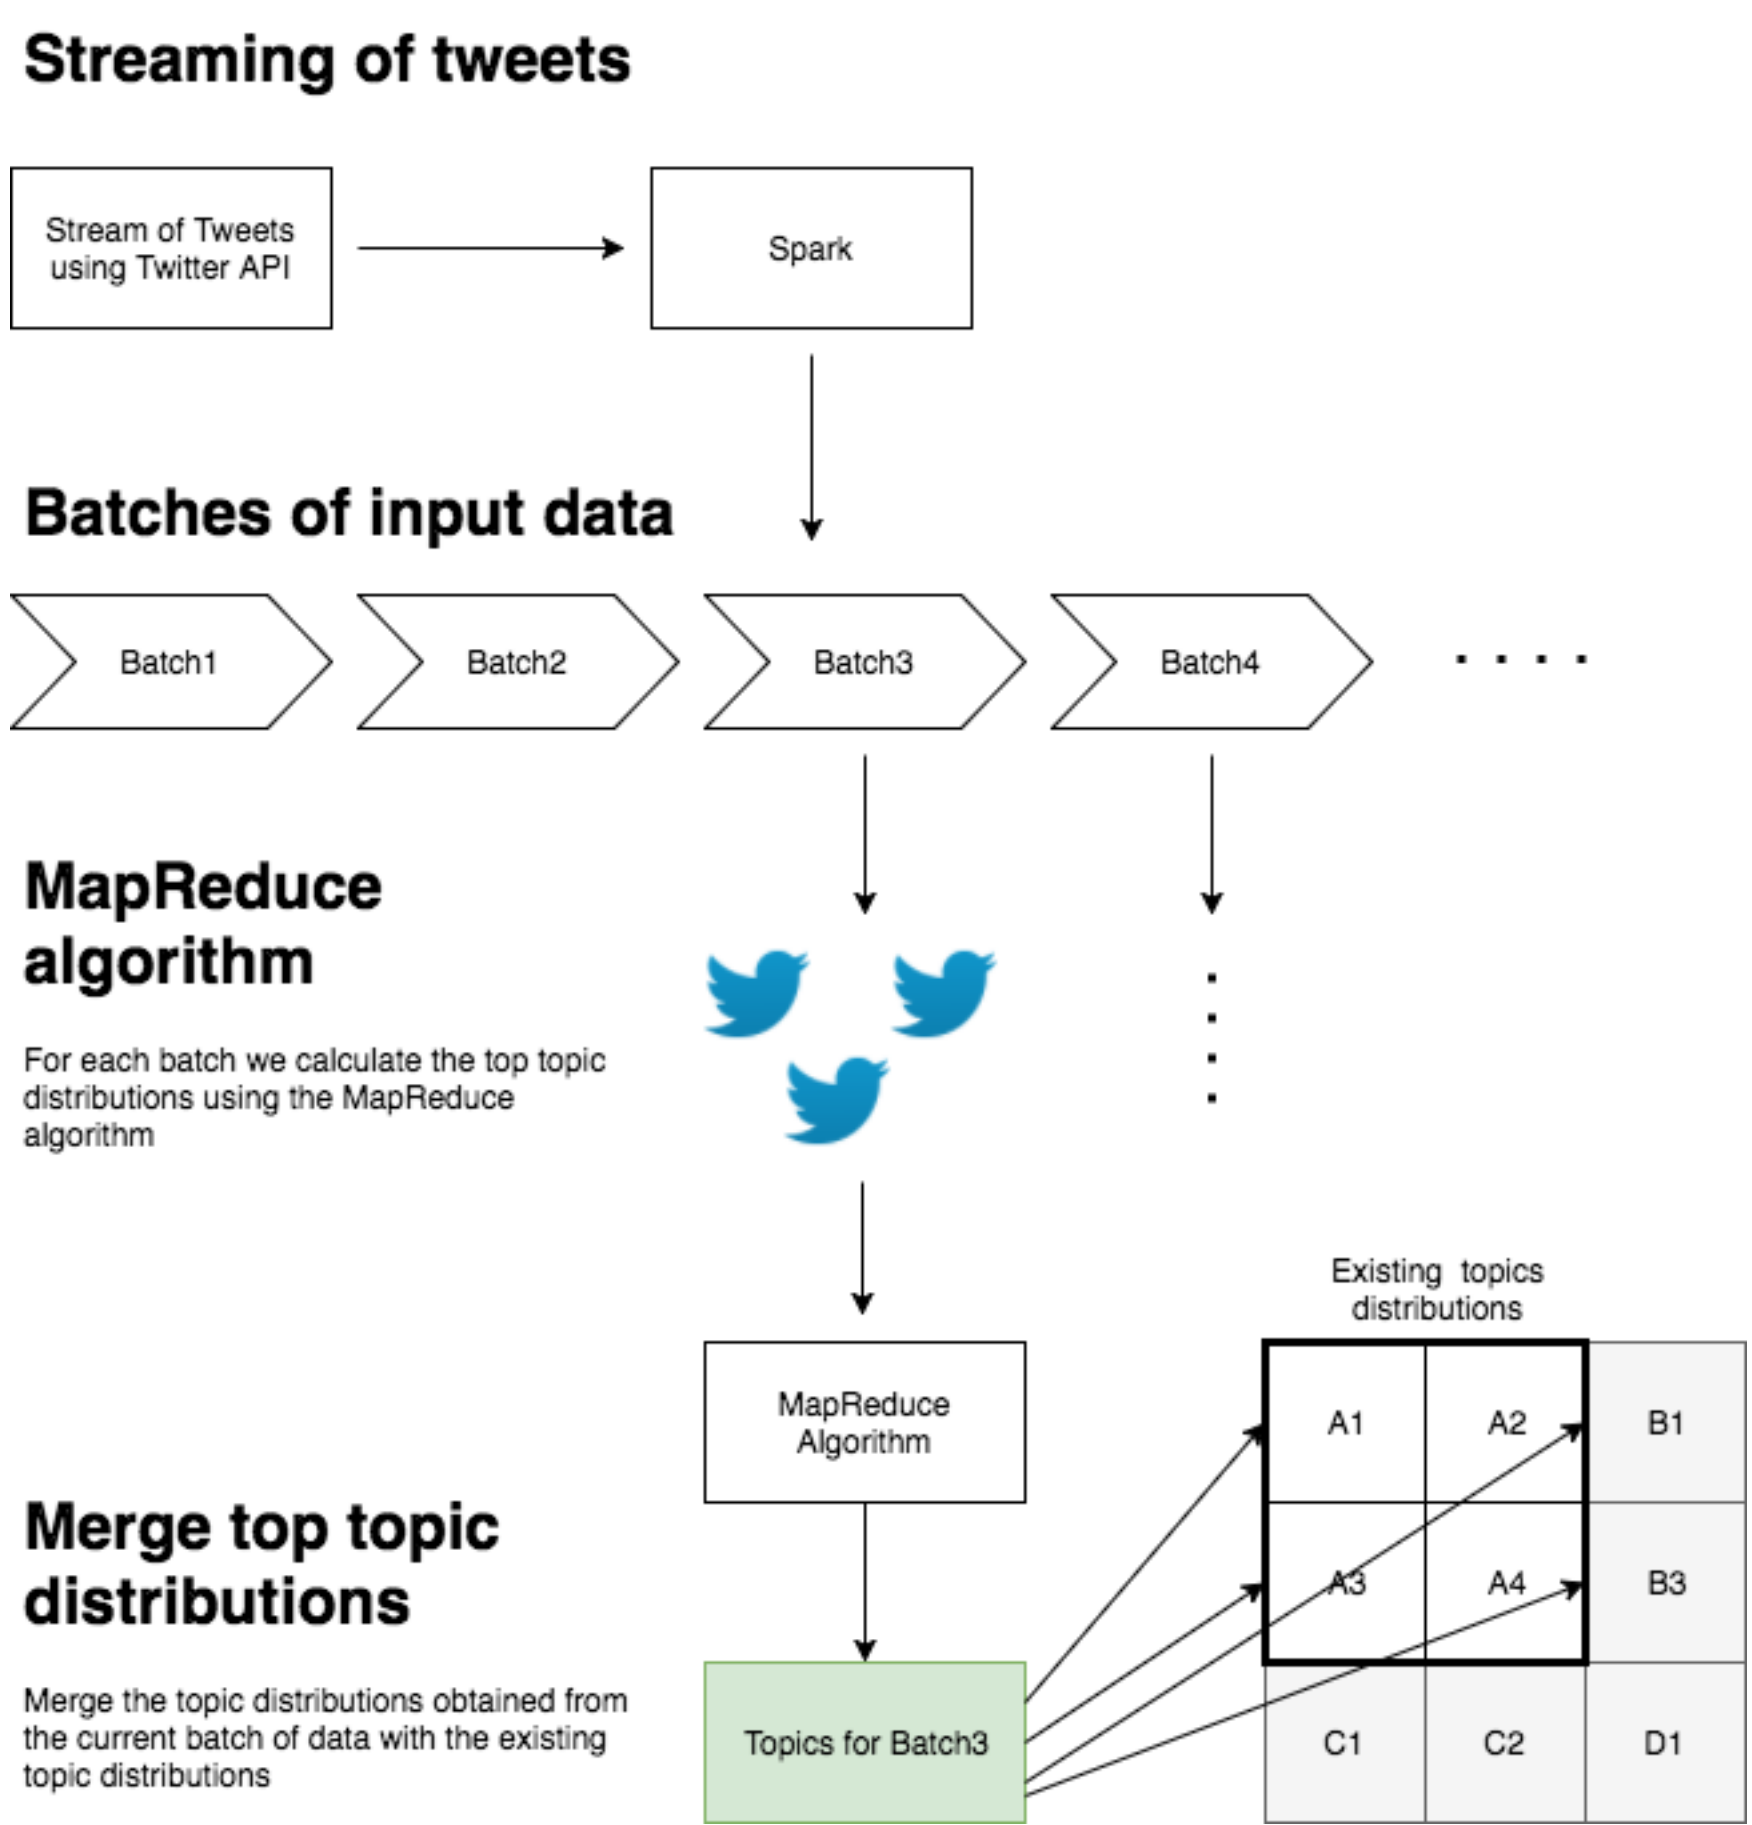 Streaming of tweets
Stream of Tweets
using Twitter API
Spark
Batches of input data
Batch1
Batch2
Batch3
Batch4
MapReduce
algorithm
For each batch we calculate the top topic
distributions using the MapReduce
algorithm
Existing topics
distributions
MapReduce
Algorithm
A1
A2
B1
Merge top topic
distributions
A3
A4
B3
Merge the topic distributions obtained from
the current batch of data with the existing
topic distributions
Topics for Batch3
C1
C2
D1